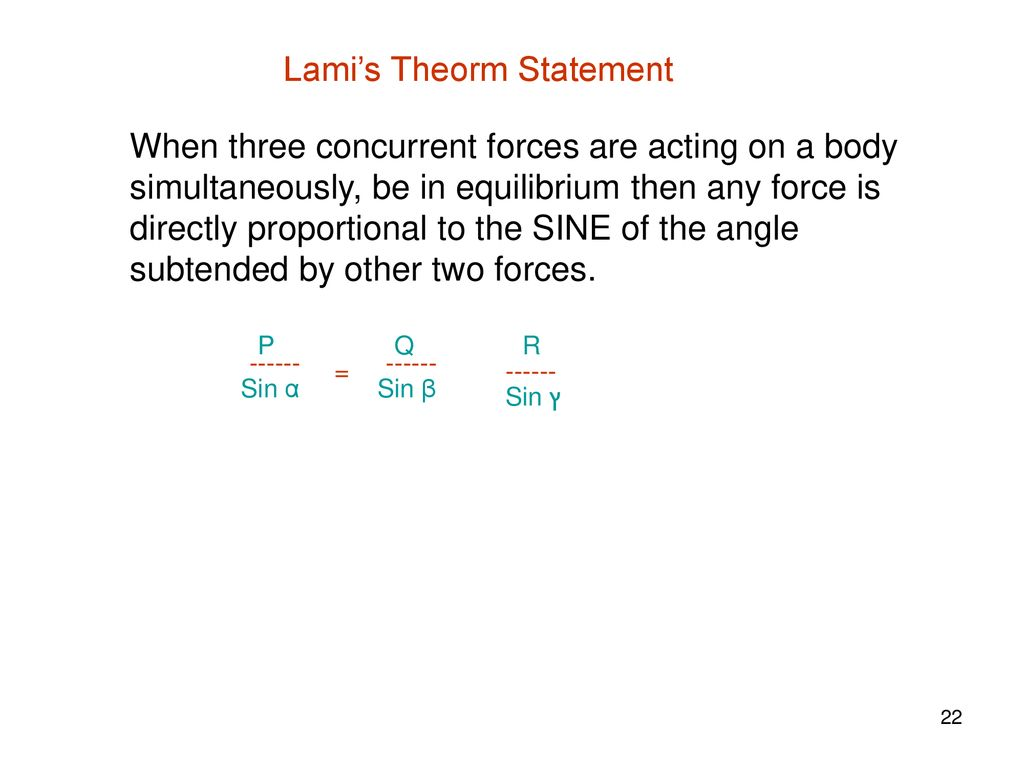 Lami’s Theorm Statement
When three concurrent forces are acting on a body
simultaneously, be in equilibrium then any force is
directly proportional to the SINE of the angle
subtended by other two forces.
P Q R
------ = ------ ------
Sin α Sin β Sin γ
22